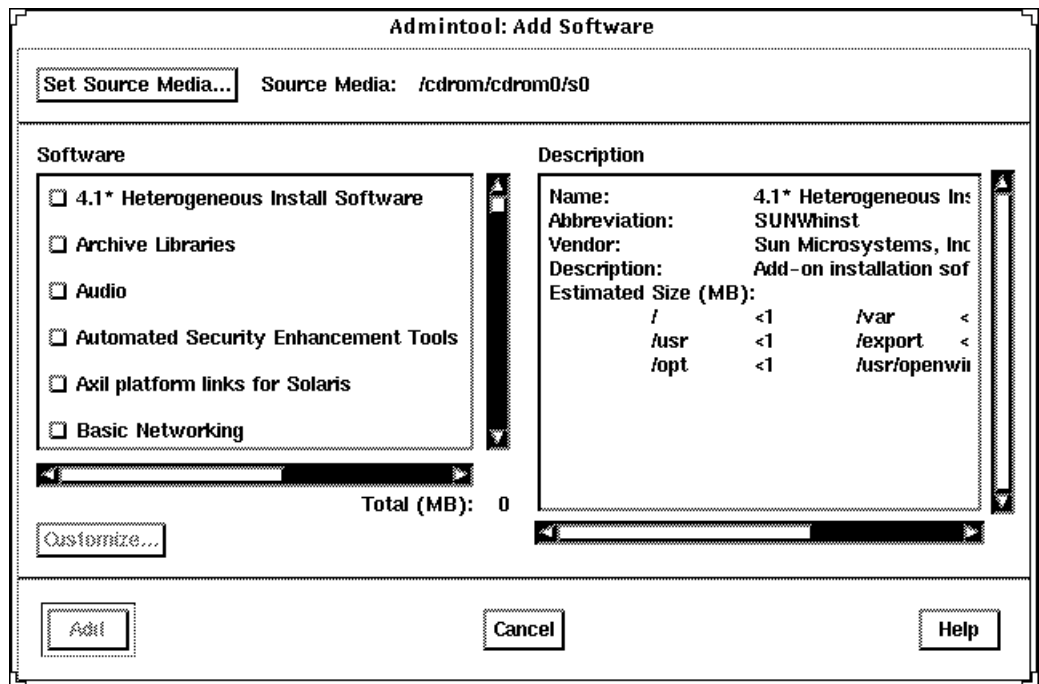 Admintool: Add Software
Set Source Media... Source Media: /cdrom/cdrom0/s0
Software
4.1* Heterogeneous Install Software
Archive Libraries
Audio
Automated Security Enhancement Tools
Axil platform links for Solaris
Basic Networking
Total (MB): 0
Customize...
Description
Name: 4.1* Heterogeneous Ins
Abbreviation: SUNWhinst
Vendor: Sun Microsystems, Inc
Description: Add-on installation sof
Estimated Size (MB):
/ <1 /var <
/usr <1 /export <
/opt <1 /usr/openwin
Add Cancel Help